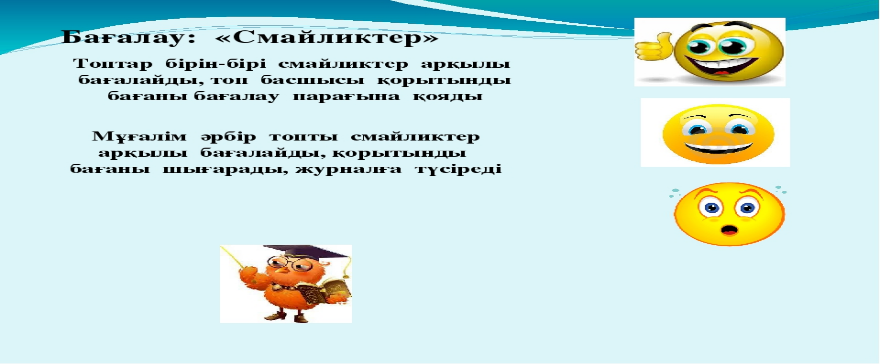 Бағалау: «Смайликтер»
Топтар бірін-бірі смайликтер арқылы
бағалайды, топ басшысы қорытынды
бағаны бағалау парағына қояды
Мұғалім әрбір топты смайликтер
арқылы бағалайды, қорытынды
бағаны шығарады, журналға түсіреді